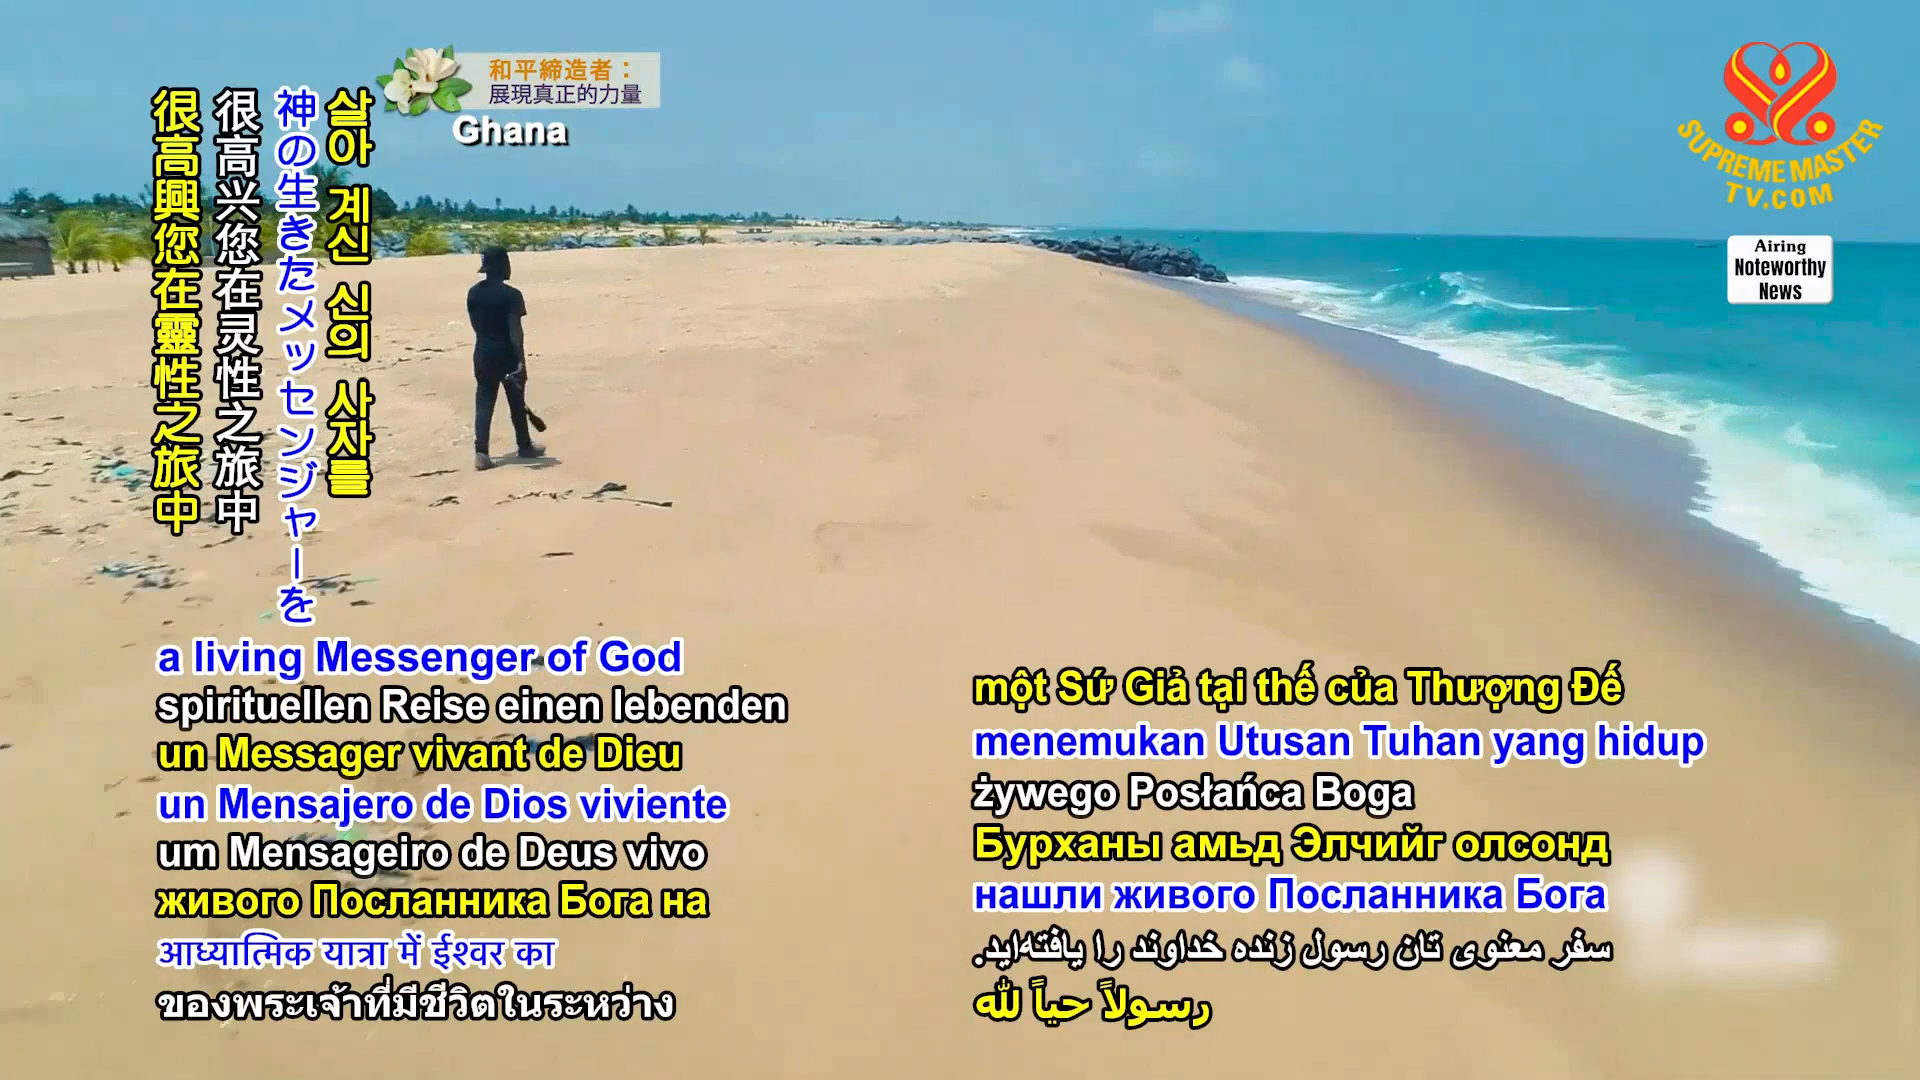 和平締造者：
展現真正的力量
Ghana
SUPREME MASTER
TV.COM
Airing
Noteworthy
News
살아 계신 신의 사자를
神の生きたメッセンジャーを
很高兴您在灵性之旅中
很高興您在靈性之旅中
a living Messenger of God
spirituellen Reise einen lebenden
un Messager vivant de Dieu
un Mensajero de Dios viviente
um Mensageiro de Deus vivo
живого Посланника Бога на
आध्यात्मिक यात्रा में ईश्वर का
ของพระเจ้าที่มีชีวิตในระหว่าง
một Sứ Giả tại thế của Thượng Đế
menemukan Utusan Tuhan yang hidup
żywego Posłańca Boga
Бурханы амьд Элчийг олсонд
нашли живого Посланника Бога
سفر معنوی تان رسول زنده خداوند را یافته‌اید.
رسولاً حياً لله